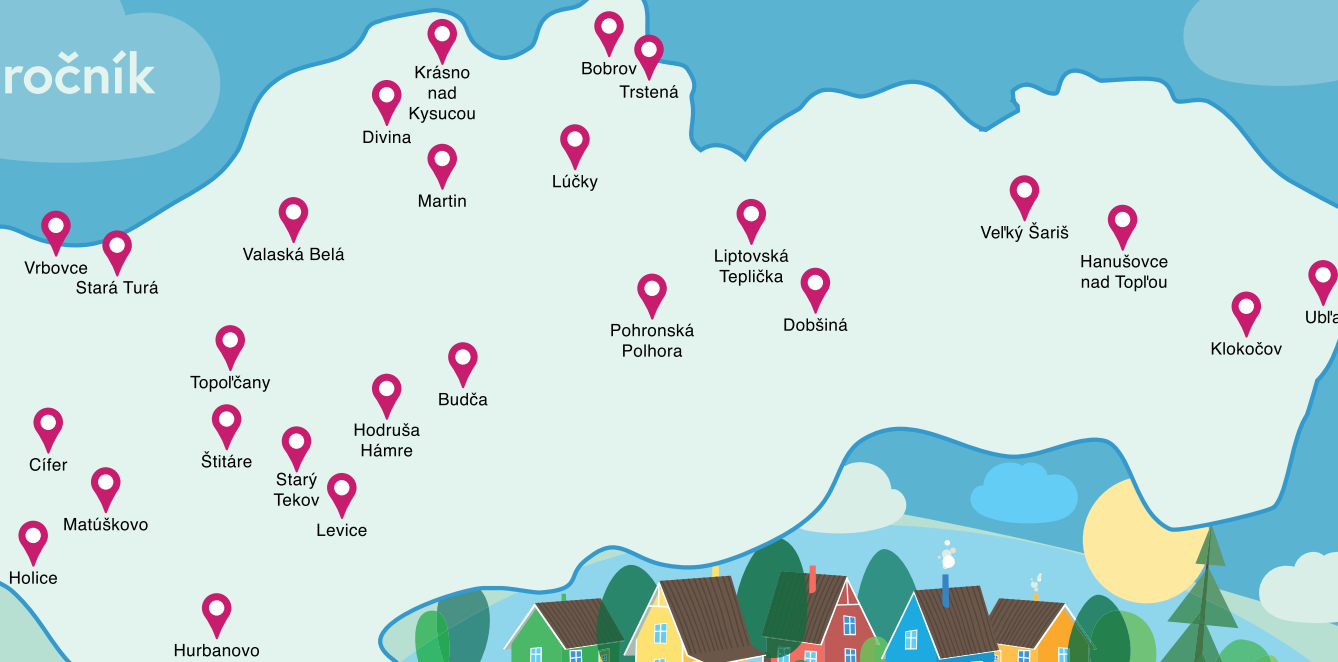 ročník
Krásno
nad
Kysucou
Bobrov
Trstená
Divina
Lúčky
Martin
Veľký Šariš
Valaská Belá
Liptovská
Teplička
Hanušovce
nad Topľou
Vrbovce
Stará Turá
Ubľa
Pohronská
Polhora
Dobšiná
Klokočov
Topoľčany
Budča
Hodruša
Hámre
Cífer
Štitáre
Starý
Tekov
Matúškovo
Levice
Holice
Hurbanovo